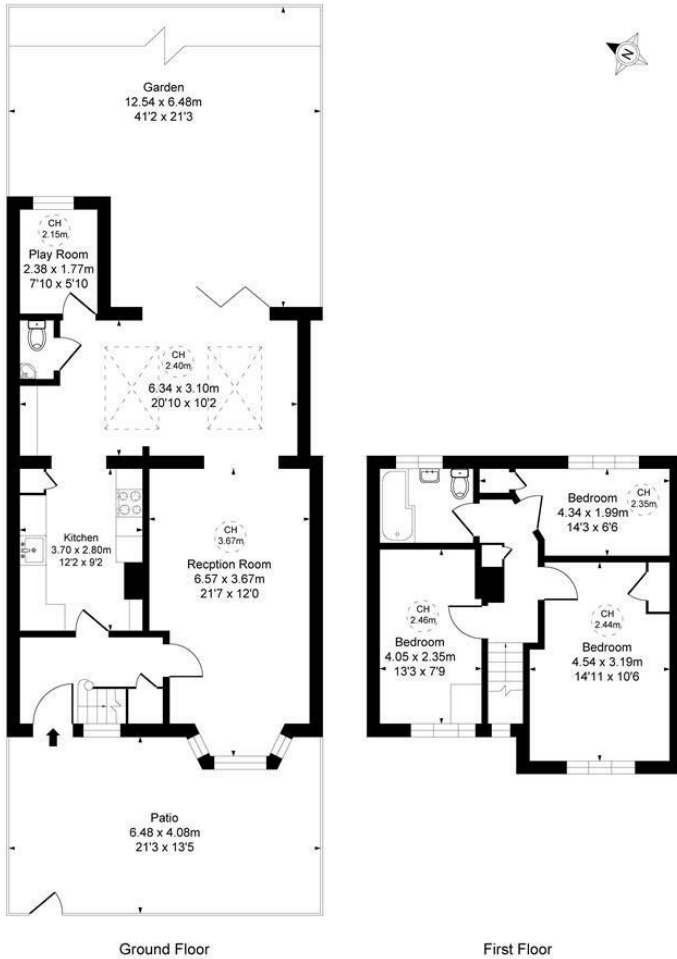 Garden
12.54 x 6.48m
41'2 x 21'3
N
CH
2.15m
Play Room
2.38 x 1.77m
7'10 x 5'10
CH
2.40m
6.34 x 3.10m
20'10 x 10'2
Kitchen
3.70 x 2.80m
12'2 x 9'2
CH
3.67m
Recption Room
6.57 x 3.67m
21'7 x 12'0
Patio
6.48 x 4.08m
21'3 x 13'5
Ground Floor
Bedroom
4.34 x 1.99m
14'3 x 6'6
CH
2.35m
CH
2.46m
Bedroom
4.05 x 2.35m
13'3 x 7'9
CH
2.44m
Bedroom
4.54 x 3.19m
14'11 x 10'6
First Floor